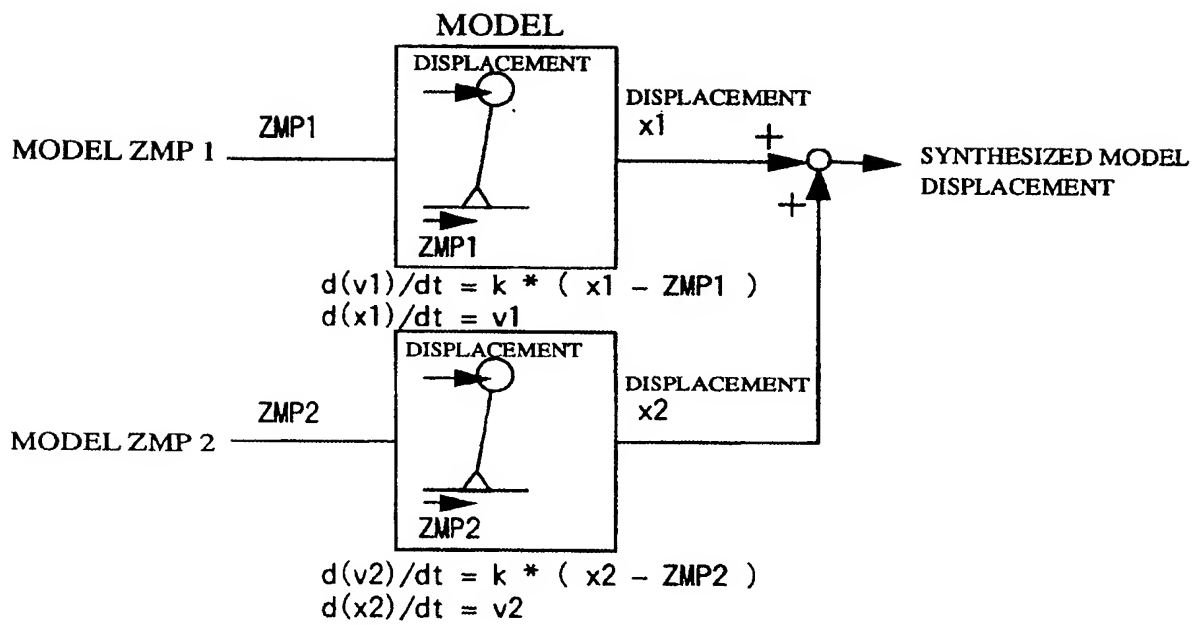 MODEL
DISPLACEMENT
ZMP1
MODEL ZMP 1
ZMP1
DISPLACEMENT
x1
+
+
SYNTHESIZED MODEL
DISPLACEMENT
d(v1)/dt = k * ( x1 - ZMP1 )
d(x1)/dt = v1
DISPLACEMENT
ZMP2
MODEL ZMP 2
ZMP2
DISPLACEMENT
x2
d(v2)/dt = k * ( x2 - ZMP2 )
d(x2)/dt = v2